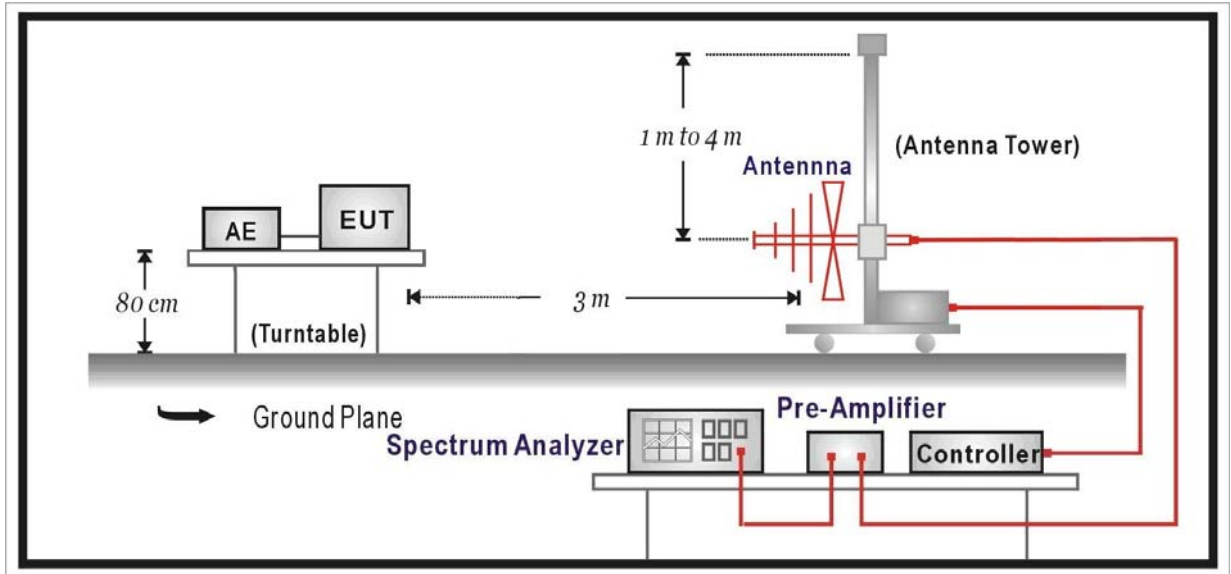 1 m to 4 m
(Antenna Tower)
Antennna
AE
EUT
80 cm
3 m
(Turntable)
Ground Plane
Pre-Amplifier
Spectrum Analyzer
Controller